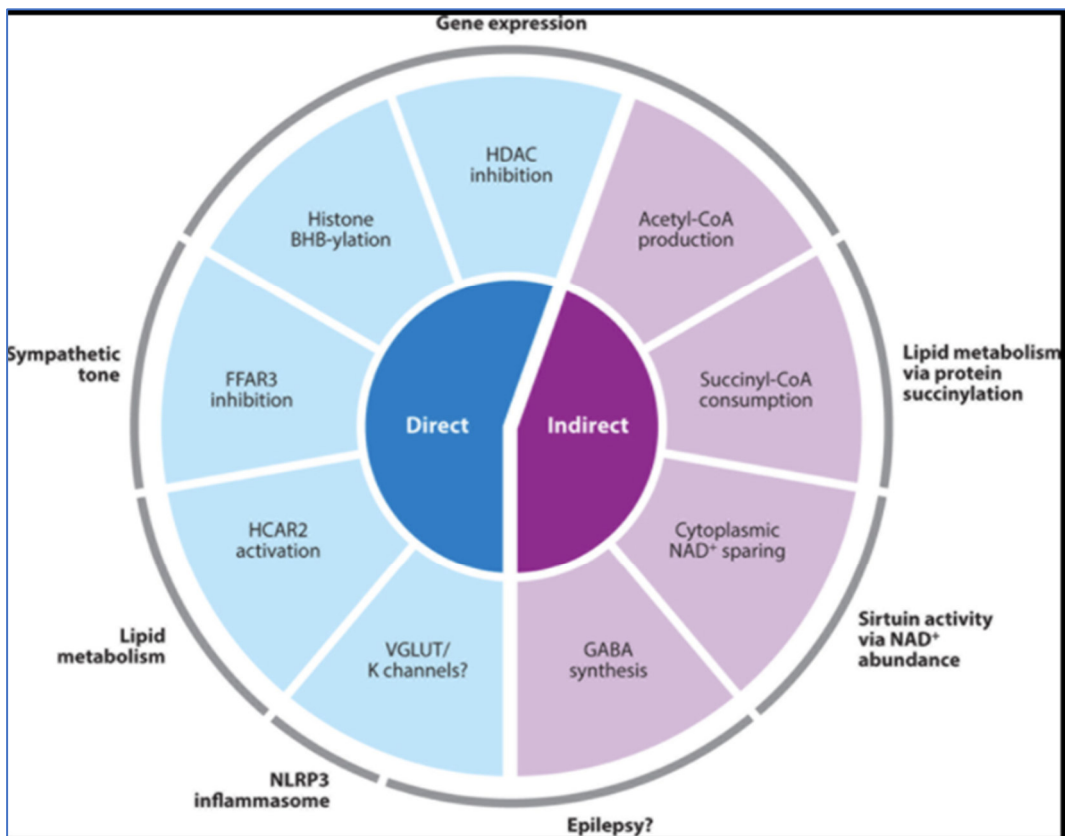 Gene expression
HDAC
inhibition
Histone
BHB-ylation
Acetyl-CoA
production
Sympathetic
tone
FFAR3
inhibition
Direct
Indirect
Succinyl-CoA
consumption
Lipid metabolism
via protein
succinylation
HCAR2
activation
Cytoplasmic
NAD⁺ sparing
Lipid
metabolism
VGLUT/
K channels?
GABA
synthesis
Sirtuin activity
via NAD⁺
abundance
NLRP3
inflammasome
Epilepsy?